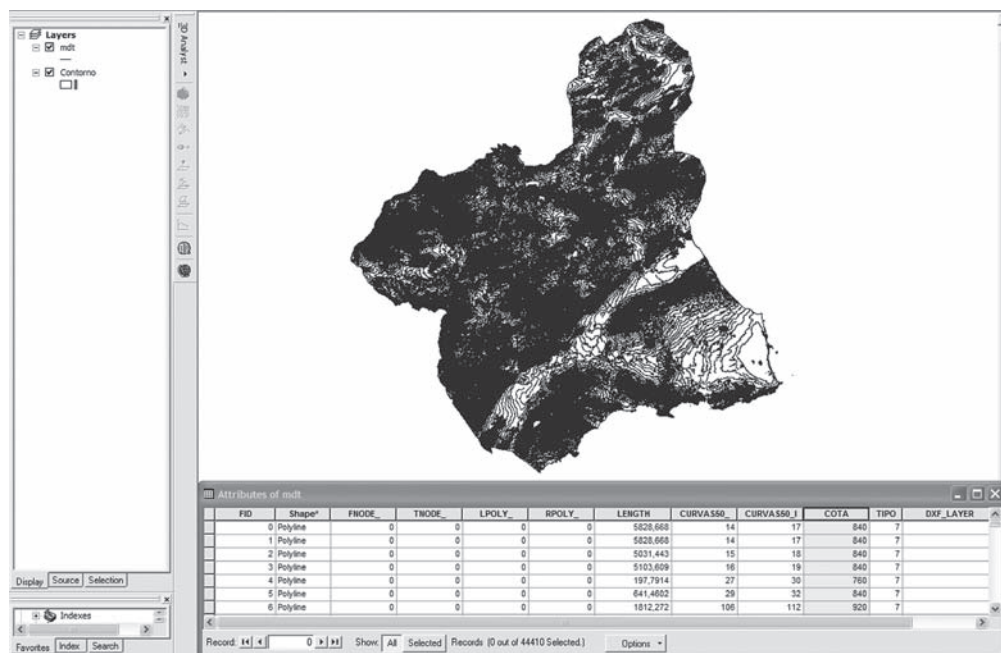 Layers
mdt
Contorno
3D Analyst
Display Source Selection
Indexes
Favorites Index Search
Attributes of mdt
FID Shape* FNODE_ TNODE_ LPOLY_ RPOLY_ LENGTH CURVAS50_ CURVAS50_I COTA TIPO DXF_LAYER
0 Polyline 0 0 0 0 5828,668 14 17 840 7
1 Polyline 0 0 0 0 5828,668 14 17 840 7
2 Polyline 0 0 0 0 5031,443 15 18 840 7
3 Polyline 0 0 0 0 5103,609 16 19 840 7
4 Polyline 0 0 0 0 197,7914 27 30 760 7
5 Polyline 0 0 0 0 641,4602 29 32 840 7
6 Polyline 0 0 0 0 1812,272 106 112 920 7
Record: 0 Show: All Selected Records (0 out of 44410 Selected.) Options